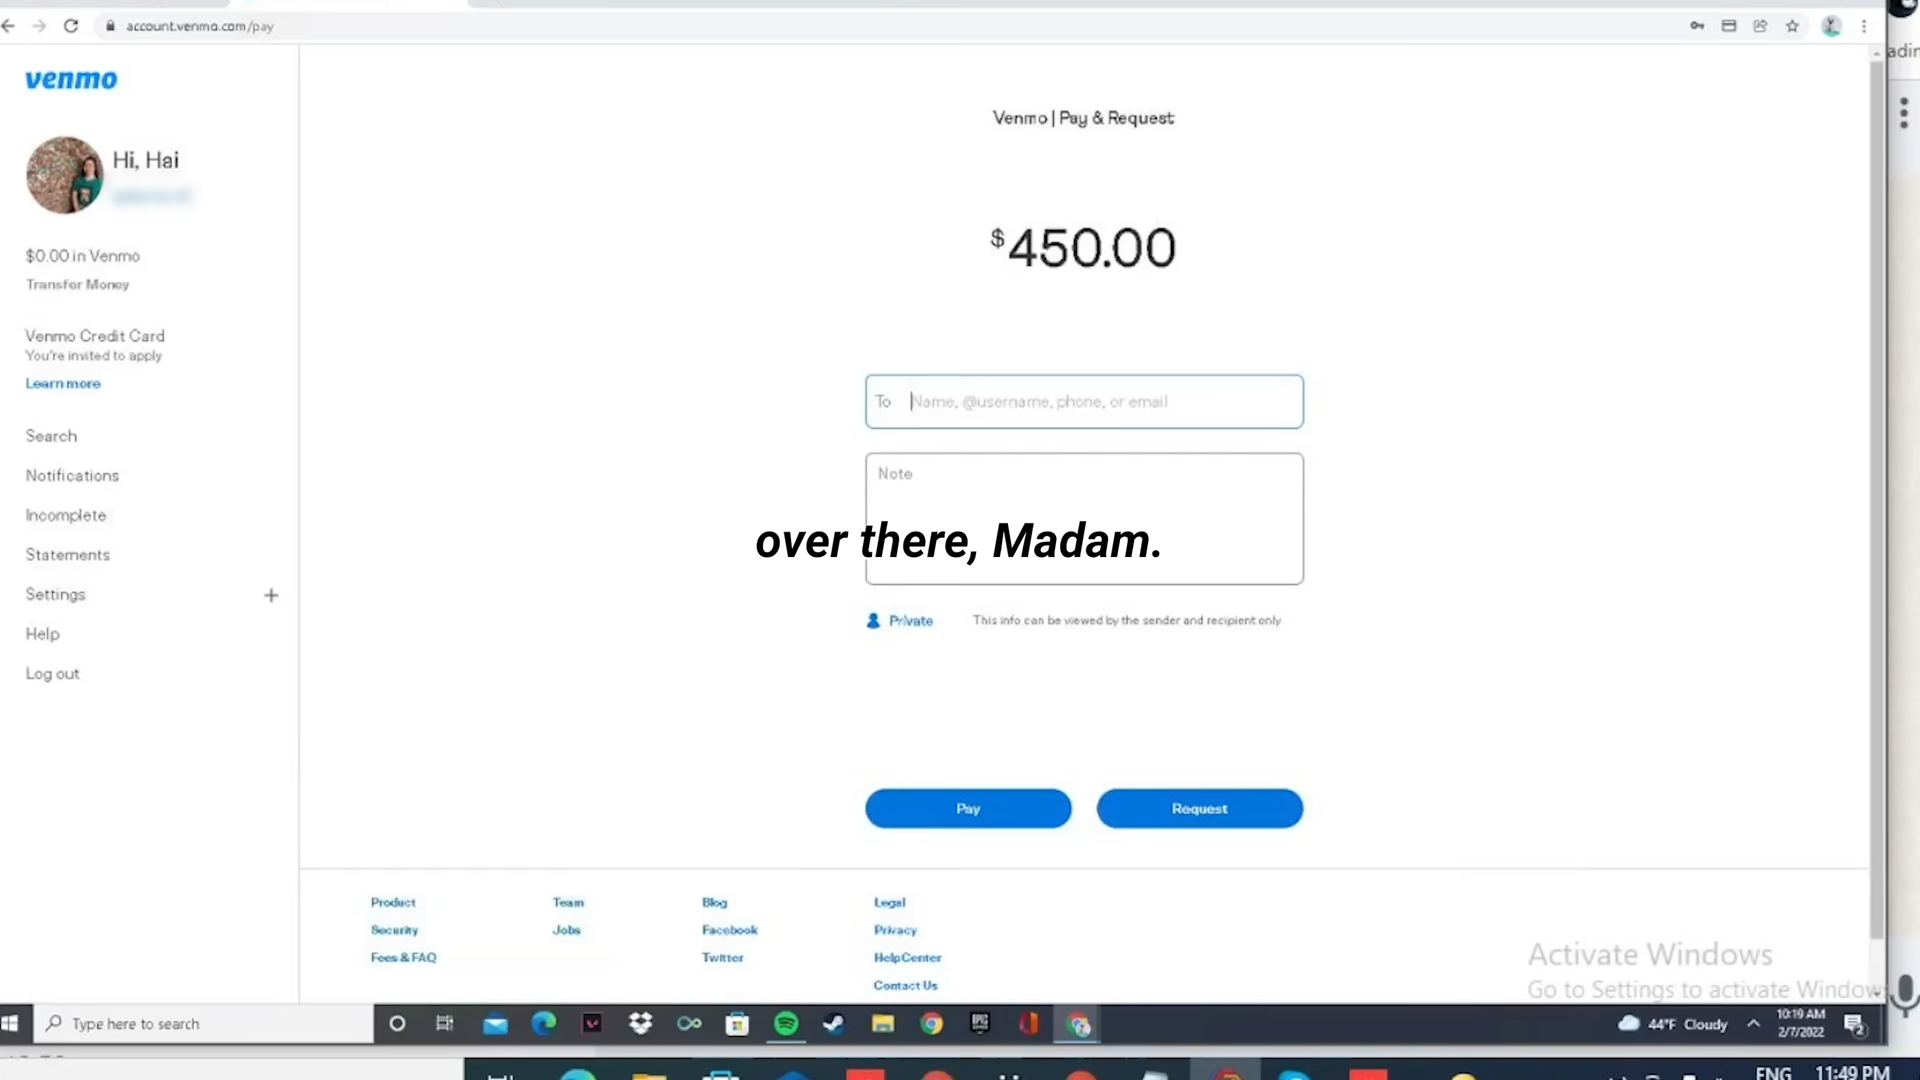 account.venmo.com/pay
venmo
Hi, Hai
$0.00 in Venmo
Transfer Money
Venmo Credit Card
You're invited to apply
Learn more
Search
Notifications
Incomplete
Statements
Settings +
Help
Log out
Venmo | Pay & Request
$450.00
To Name, @username, phone, or email
Note
over there, Madam.
Private This info can be viewed by the sender and recipient only
Pay Request
Product Team Blog Legal
Security Jobs Facebook Privacy
Fees & FAQ Twitter Help Center
Contact Us
Activate Windows
Go to Settings to activate Windows
Type here to search
44°F Cloudy
10:19 AM
2/7/2022
2
ENG 11:49 PM